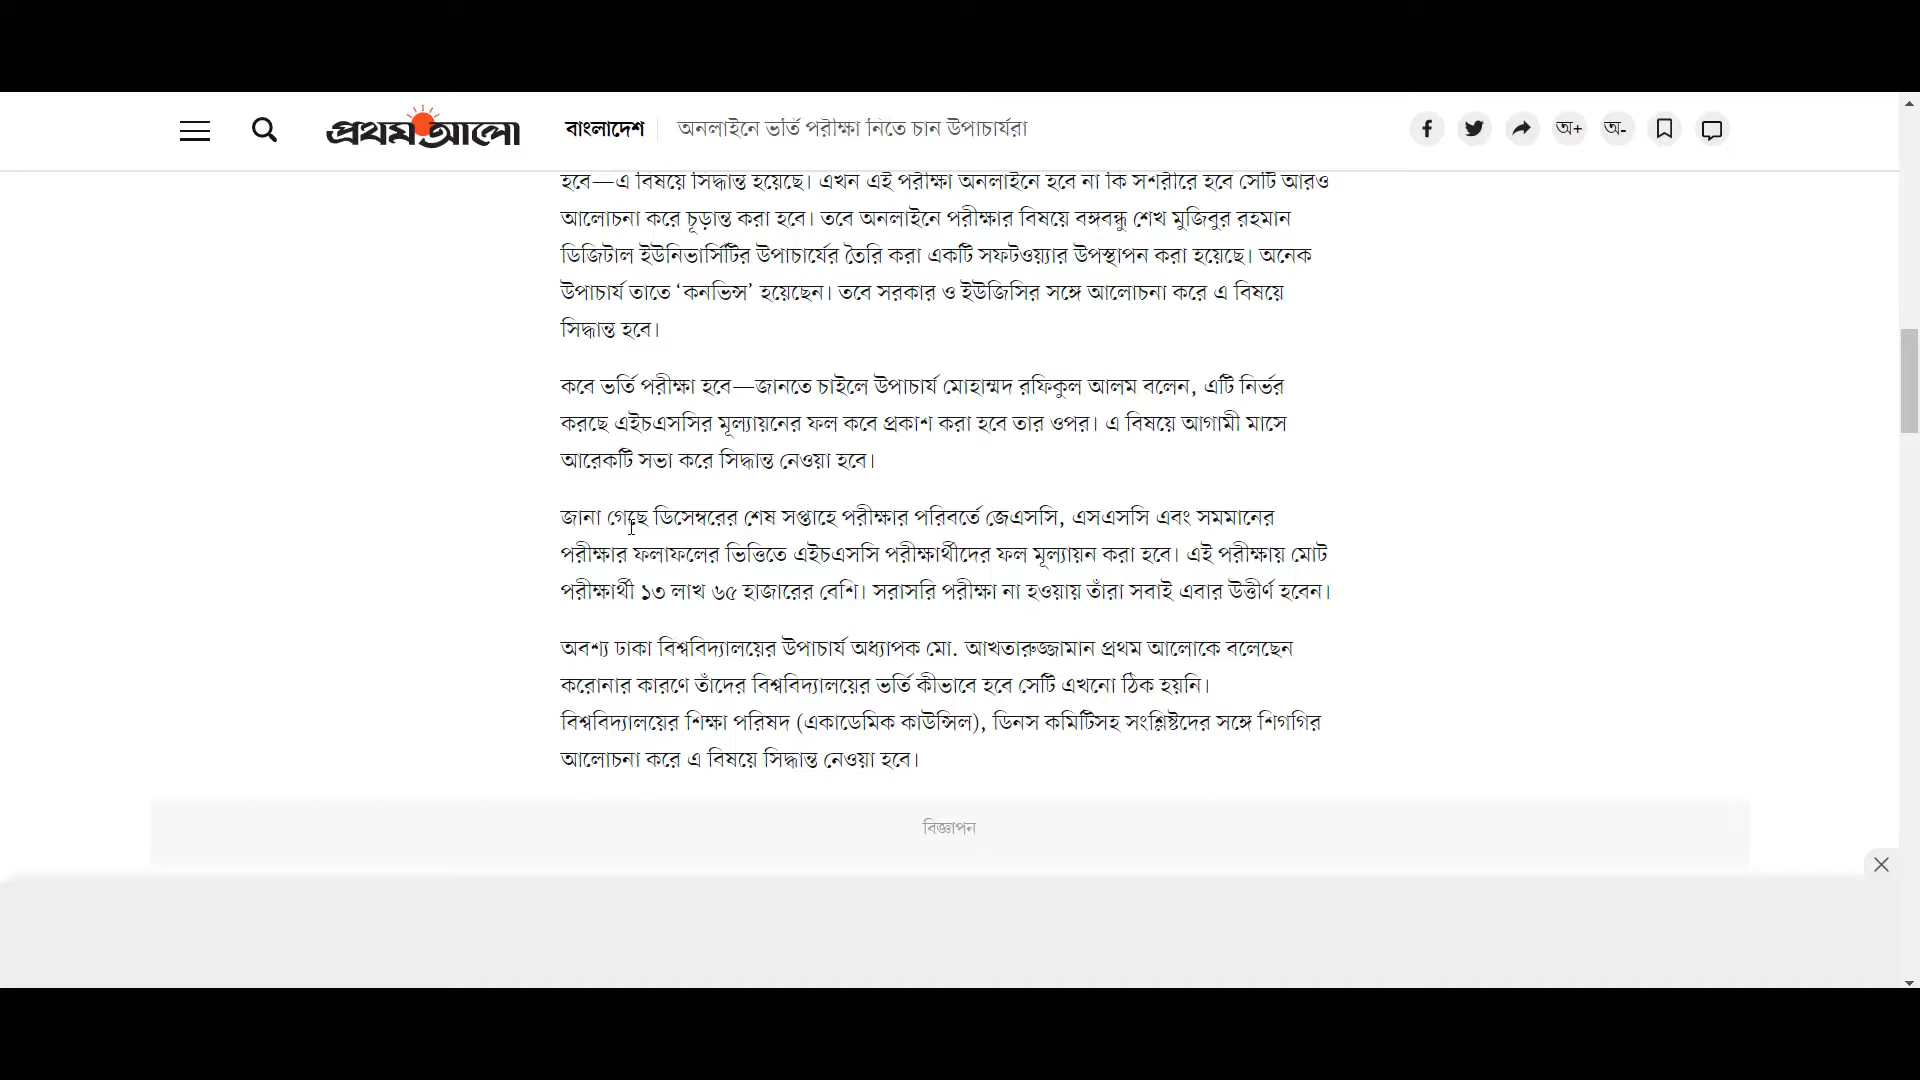 প্রথম আলো
বাংলাদেশ
অনলাইনে ভর্তি পরীক্ষা নিতে চান উপাচার্যরা
অ+
অ-
হবে—এ বিষয়ে সিদ্ধান্ত হয়েছে। এখন এই পরীক্ষা অনলাইনে হবে না কি সশরীরে হবে সেটি আরও
আলোচনা করে চূড়ান্ত করা হবে। তবে অনলাইনে পরীক্ষার বিষয়ে বঙ্গবন্ধু শেখ মুজিবুর রহমান
ডিজিটাল ইউনিভার্সিটির উপাচার্যের তৈরি করা একটি সফটওয়্যার উপস্থাপন করা হয়েছে। অনেক
উপাচার্য তাতে ‘কনভিন্স’ হয়েছেন। তবে সরকার ও ইউজিসির সঙ্গে আলোচনা করে এ বিষয়ে
সিদ্ধান্ত হবে।
কবে ভর্তি পরীক্ষা হবে—জানতে চাইলে উপাচার্য মোহাম্মদ রফিকুল আলম বলেন, এটি নির্ভর
করছে এইচএসসির মূল্যায়নের ফল কবে প্রকাশ করা হবে তার ওপর। এ বিষয়ে আগামী মাসে
আরেকটি সভা করে সিদ্ধান্ত নেওয়া হবে।
জানা গেছে ডিসেম্বরের শেষ সপ্তাহে পরীক্ষার পরিবর্তে জেএসসি, এসএসসি এবং সমমানের
পরীক্ষার ফলাফলের ভিত্তিতে এইচএসসি পরীক্ষার্থীদের ফল মূল্যায়ন করা হবে। এই পরীক্ষায় মোট
পরীক্ষার্থী ১৩ লাখ ৬৫ হাজারের বেশি। সরাসরি পরীক্ষা না হওয়ায় তাঁরা সবাই এবার উত্তীর্ণ হবেন।
অবশ্য ঢাকা বিশ্ববিদ্যালয়ের উপাচার্য অধ্যাপক মো. আখতারুজ্জামান প্রথম আলোকে বলেছেন
করোনার কারণে তাঁদের বিশ্ববিদ্যালয়ের ভর্তি কীভাবে হবে সেটি এখনো ঠিক হয়নি।
বিশ্ববিদ্যালয়ের শিক্ষা পরিষদ (একাডেমিক কাউন্সিল), ডিনস কমিটিসহ সংশ্লিষ্টদের সঙ্গে শিগগির
আলোচনা করে এ বিষয়ে সিদ্ধান্ত নেওয়া হবে।
বিজ্ঞাপন